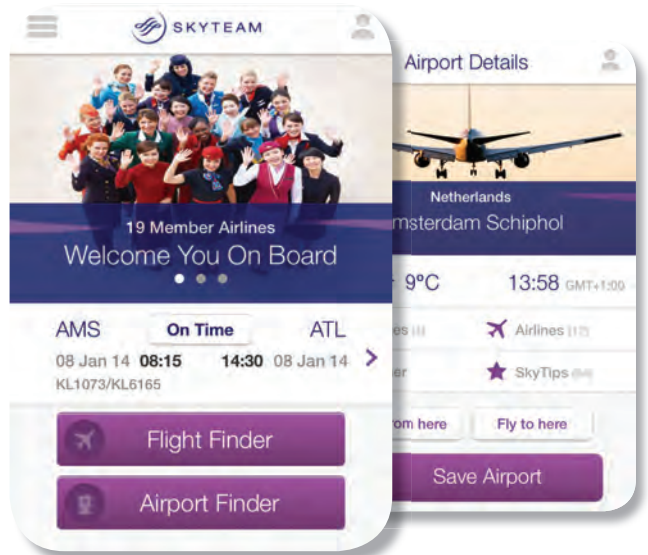 SKYTEAM
19 Member Airlines
Welcome You On Board
AMS On Time ATL
08 Jan 14 08:15 14:30 08 Jan 14
KL1073/KL6165
Flight Finder
Airport Finder
Airport Details
Netherlands
msterdam Schiphol
9°C 13:58 GMT+1:00
Airlines
SkyTips
om here Fly to here
Save Airport